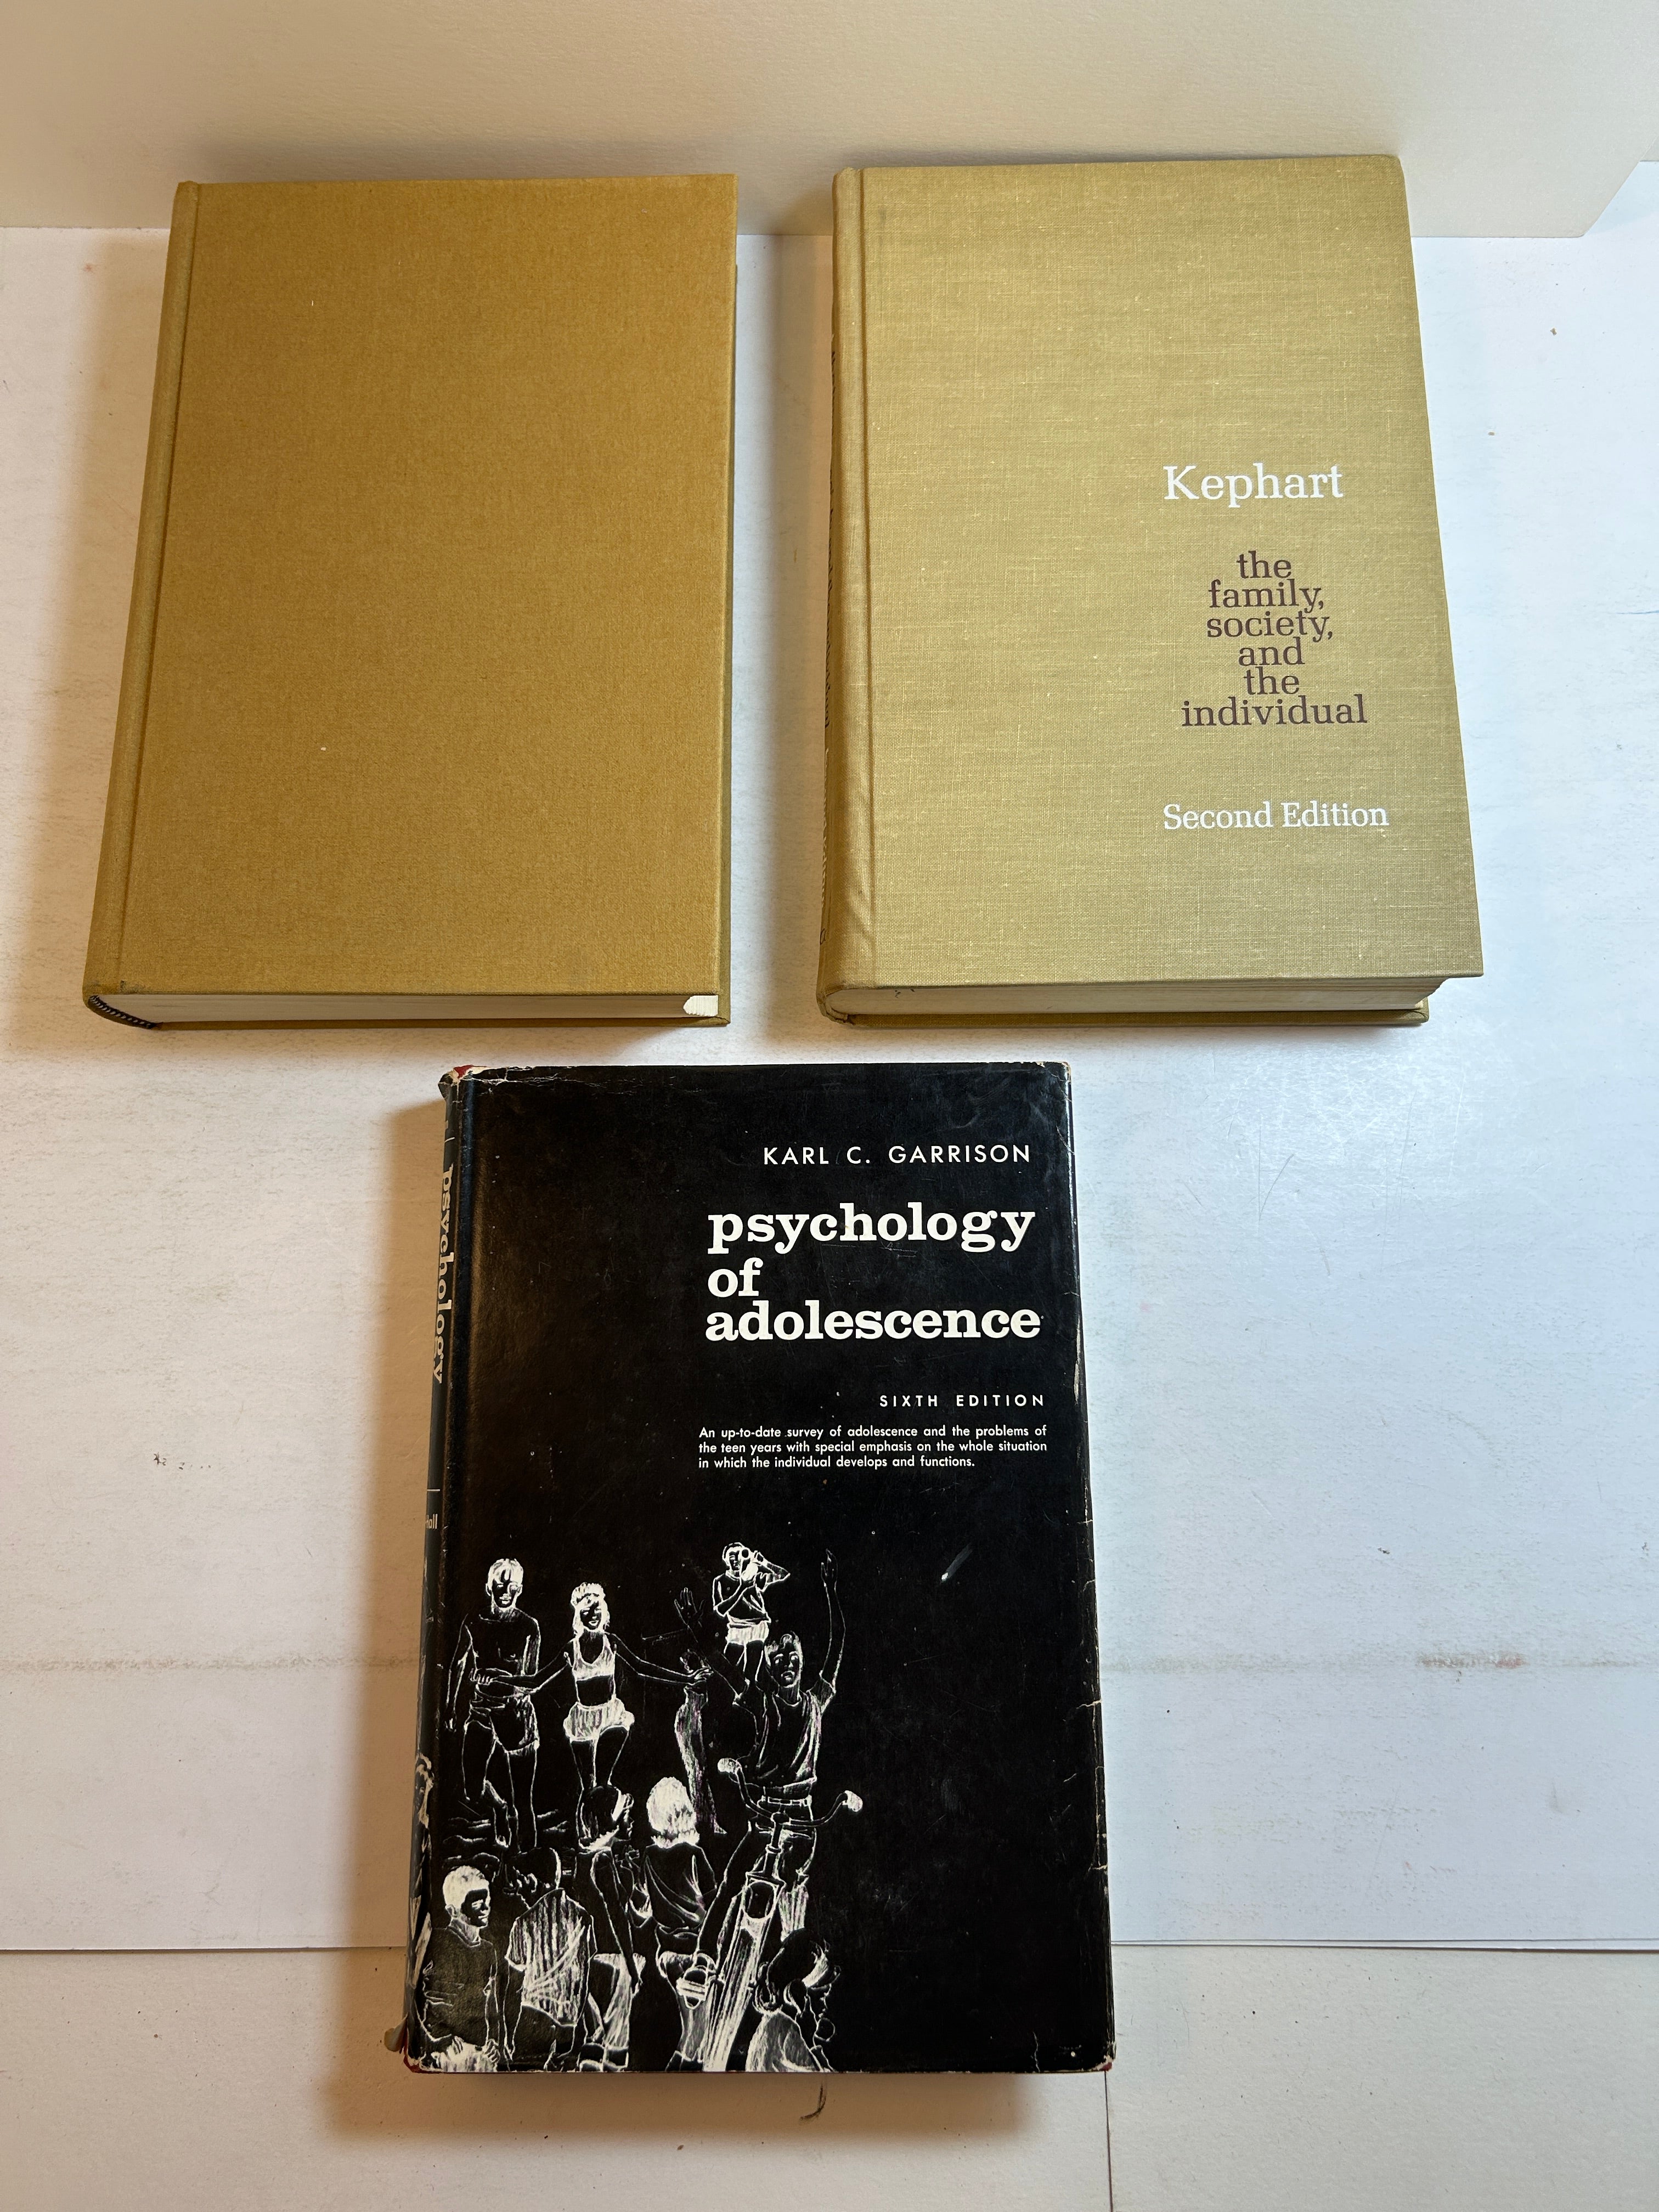 Kephart
the
family,
society,
and
the
individual
Second Edition
KARL C. GARRISON
psychology
of
adolescence
SIXTH EDITION
An up-to-date survey of adolescence and the problems of
the teen years with special emphasis on the whole situation
in which the individual develops and functions.
psychology
Hall